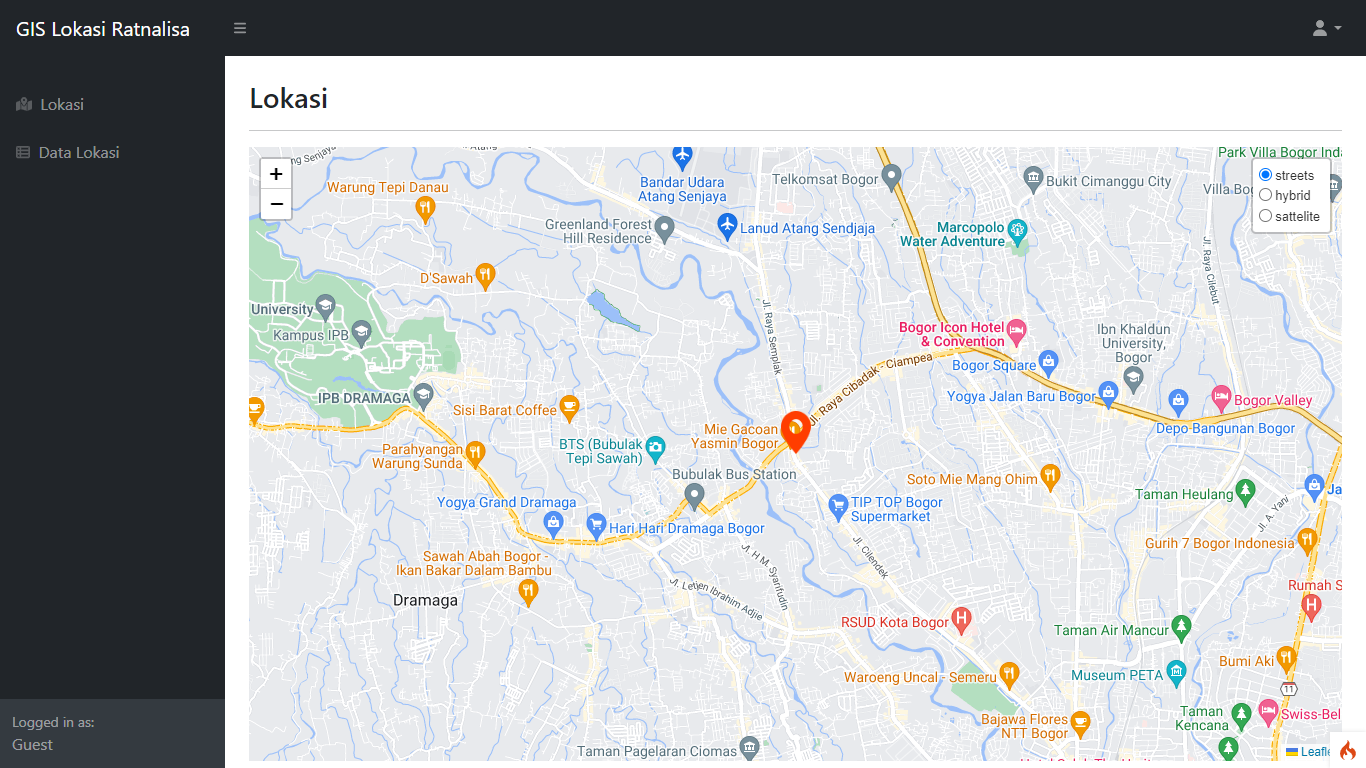 GIS Lokasi Ratnalisa
Lokasi
Data Lokasi
Logged in as:
Guest
Lokasi
+
−
streets
hybrid
sattelite
ng Senjaya
Jl. Atang Senjaya
Warung Tepi Danau
Bandar Udara
Atang Senjaya
Telkomsat Bogor
Bukit Cimanggu City
Park Villa Bogor Inda
Villa Bog
Greenland Forest
Hill Residence
Lanud Atang Sendjaja
Marcopolo
Water Adventure
Jl. Raya Cilebut
D'Sawah
University
Kampus IPB
Jl. Raya Semplak
Bogor Icon Hotel
& Convention
Ibn Khaldun
University,
Bogor
Bogor Square
Jl. Raya Cibadak - Ciampea
IPB DRAMAGA
Sisi Barat Coffee
Yogya Jalan Baru Bogor
Bogor Valley
Depo Bangunan Bogor
Mie Gacoan
Yasmin Bogor
BTS (Bubulak
Tepi Sawah)
Parahyangan
Warung Sunda
Bubulak Bus Station
Soto Mie Mang Ohim
Taman Heulang
Ja
Jl. A. Yani
Yogya Grand Dramaga
TIP TOP Bogor
Supermarket
Hari Hari Dramaga Bogor
Gurih 7 Bogor Indonesia
Jl. Cilendek
Jl. H.M. Syarifudin
Sawah Abah Bogor -
Ikan Bakar Dalam Bambu
Jl. Letjen Ibrahim Adjie
Dramaga
Rumah S
RSUD Kota Bogor
Taman Air Mancur
Bumi Aki
Waroeng Uncal - Semeru
Museum PETA
11
Bajawa Flores
NTT Bogor
Taman
Kencana
Swiss-Bel
Taman Pagelaran Ciomas
Leafle